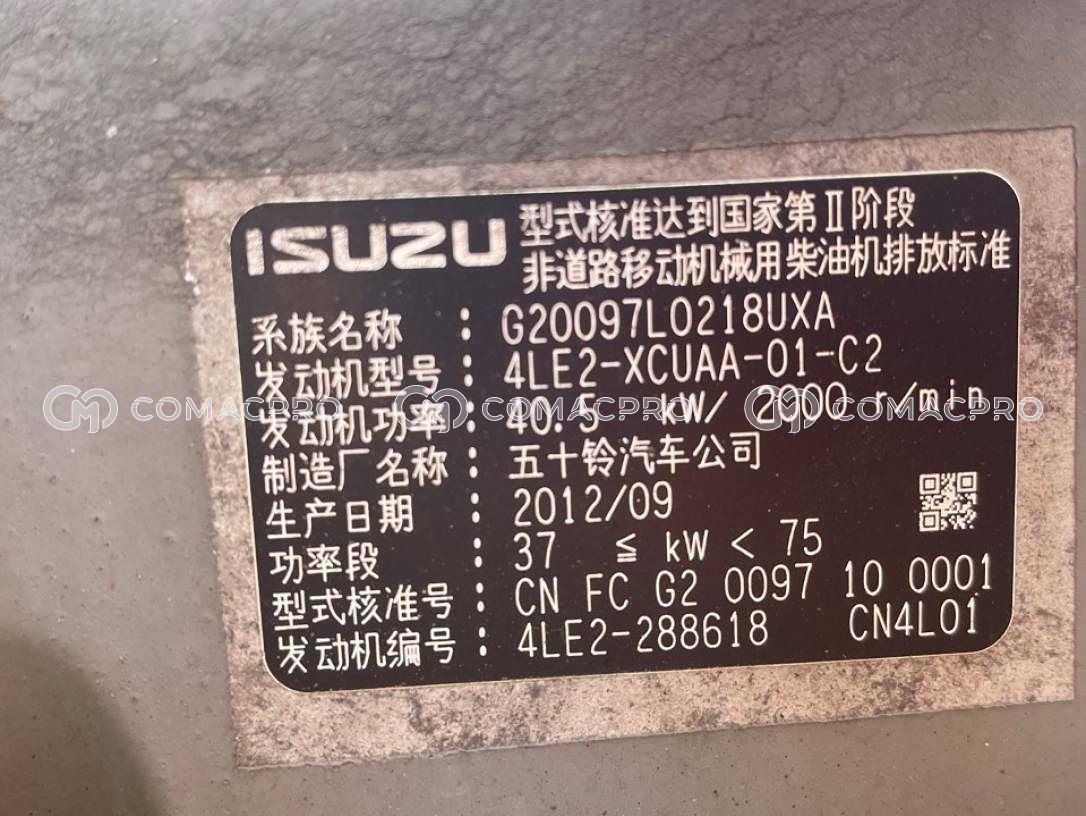 ISUZU
型式核准达到国家第Ⅱ阶段
非道路移动机械用柴油机排放标准
系族名称 : G20097L0218UXA
发动机型号 : 4LE2-XCUAA-01-C2
发动机功率 : 40.5 kW/ 2000 r/min
COMACPRO COMACPRO COMACPRO
制造厂名称 : 五十铃汽车公司
生产日期 : 2012/09
功率段 : 37 ≦ kW < 75
型式核准号 : CN FC G2 0097 10 0001
发动机编号 : 4LE2-288618 CN4L01